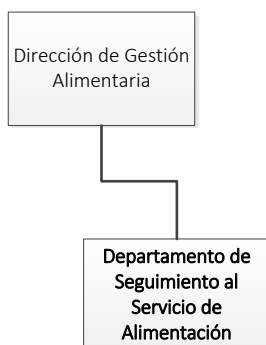 Dirección de Gestión
Alimentaria
Departamento de
Seguimiento al
Servicio de
Alimentación